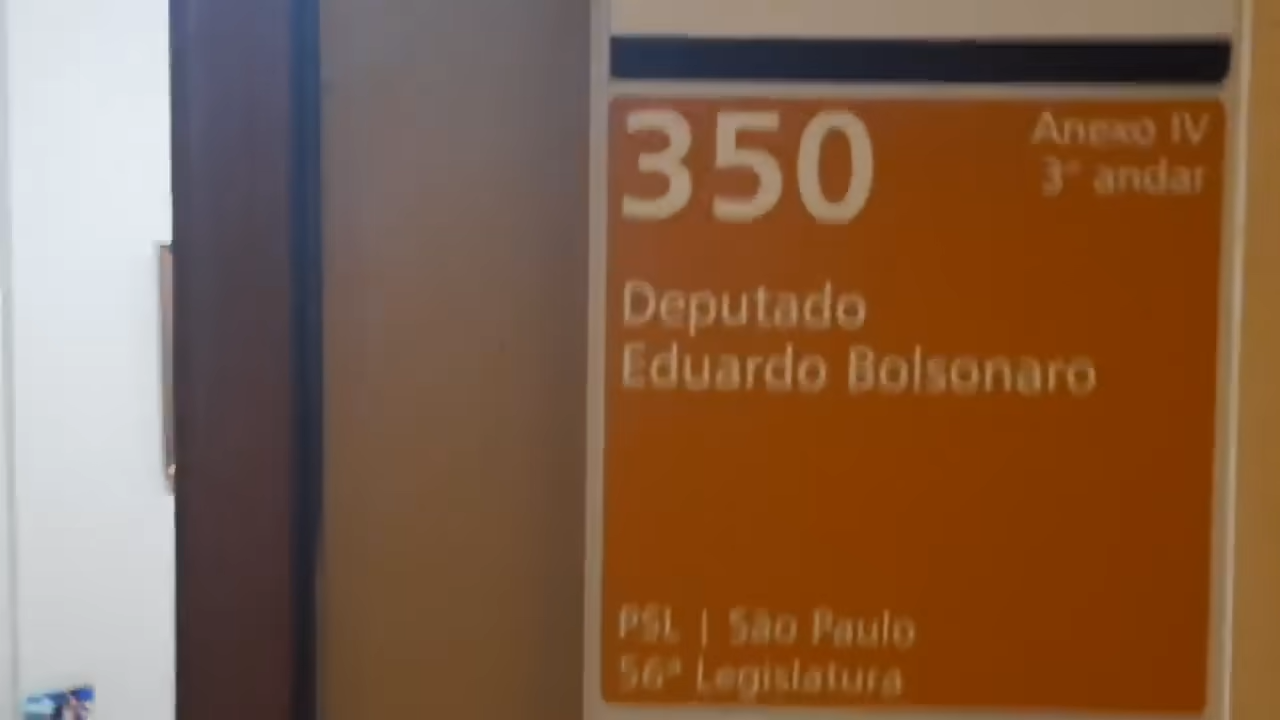 350
Anexo IV
3º andar
Deputado
Eduardo Bolsonaro
PSL | São Paulo
56ª Legislatura